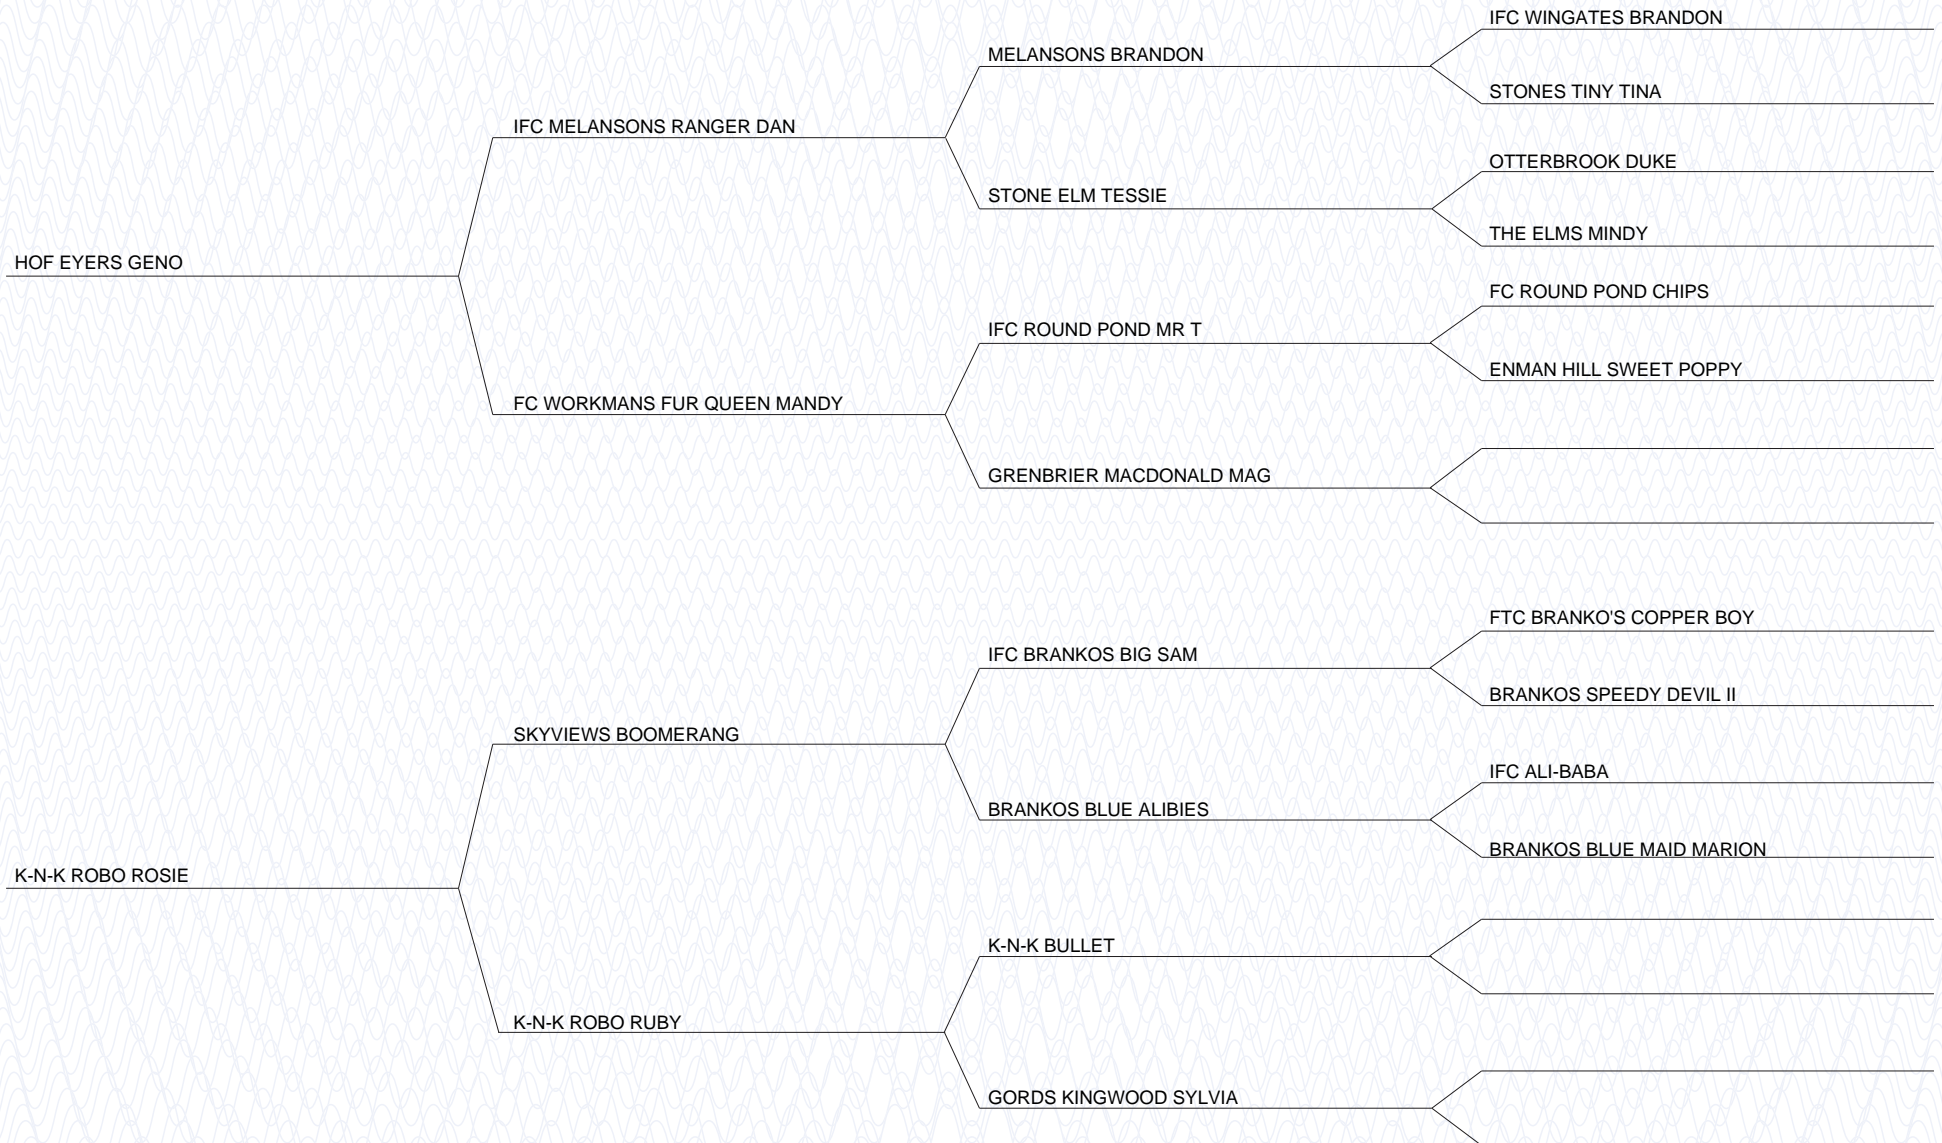 IFC WINGATES BRANDON
MELANSONS BRANDON
STONES TINY TINA
IFC MELANSONS RANGER DAN
OTTERBROOK DUKE
STONE ELM TESSIE
THE ELMS MINDY
HOF EYERS GENO
FC ROUND POND CHIPS
IFC ROUND POND MR T
ENMAN HILL SWEET POPPY
FC WORKMANS FUR QUEEN MANDY
GRENBRIER MACDONALD MAG
FTC BRANKO'S COPPER BOY
IFC BRANKOS BIG SAM
BRANKOS SPEEDY DEVIL II
SKYVIEWS BOOMERANG
IFC ALI-BABA
BRANKOS BLUE ALIBIES
BRANKOS BLUE MAID MARION
K-N-K ROBO ROSIE
K-N-K BULLET
K-N-K ROBO RUBY
GORDS KINGWOOD SYLVIA